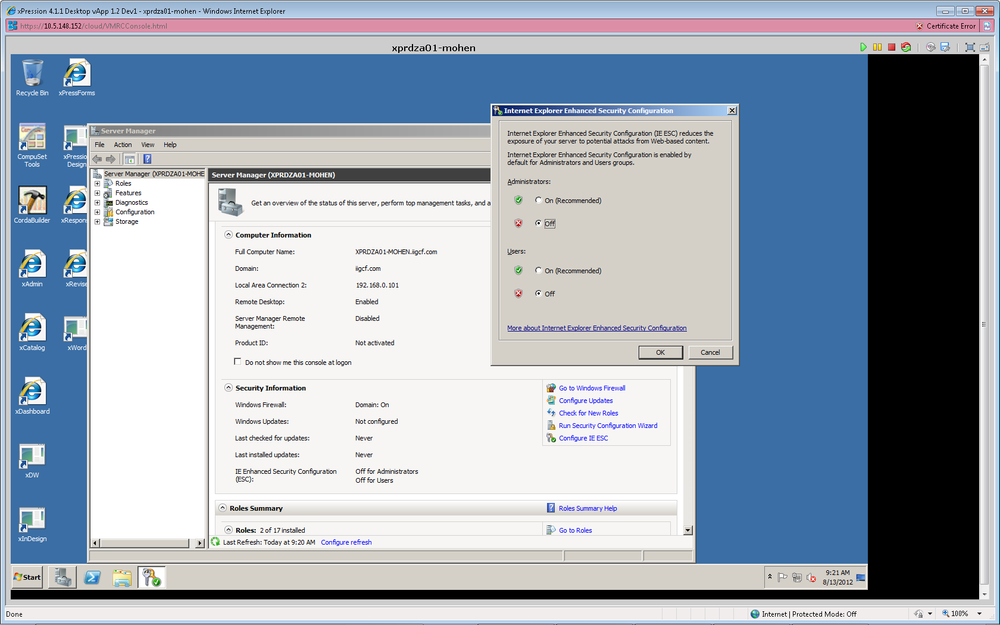 xPression 4.1.1 Desktop vApp 1.2 Dev1 - xprdza01-mohen - Windows Internet Explorer
https://10.5.148.152/cloud/VMRCConsole.html
Certificate Error
xprdza01-mohen
Recycle Bin
xPressForms
CompuSet
Tools
xPressio
Design
CordaBuilder
xRespon
xAdmin
xRevise
xCatalog
xWord
xDashboard
xDW
xInDesign
Server Manager
File
Action
View
Help
Server Manager (XPRDZA01-MOHE
Roles
Features
Diagnostics
Configuration
Storage
Server Manager (XPRDZA01-MOHEN)
Get an overview of the status of this server, perform top management tasks, and a
Computer Information
Full Computer Name: XPRDZA01-MOHEN.iigcf.com
Domain: iigcf.com
Local Area Connection 2: 192.168.0.101
Remote Desktop: Enabled
Server Manager Remote
Management:
Disabled
Product ID: Not activated
Do not show me this console at logon
Security Information
Windows Firewall: Domain: On
Windows Updates: Not configured
Last checked for updates: Never
Last installed updates: Never
IE Enhanced Security Configuration
(ESC):
Off for Administrators
Off for Users
Go to Windows Firewall
Configure Updates
Check for New Roles
Run Security Configuration Wizard
Configure IE ESC
Roles Summary
Roles Summary Help
Roles: 2 of 17 installed
Go to Roles
Last Refresh: Today at 9:20 AM Configure refresh
Internet Explorer Enhanced Security Configuration
Internet Explorer Enhanced Security Configuration (IE ESC) reduces the
exposure of your server to potential attacks from Web-based content.
Internet Explorer Enhanced Security Configuration is enabled by
default for Administrators and Users groups.
Administrators:
On (Recommended)
Off
Users:
On (Recommended)
Off
More about Internet Explorer Enhanced Security Configuration
OK
Cancel
Start
9:21 AM
8/13/2012
Done
Internet | Protected Mode: Off
100%